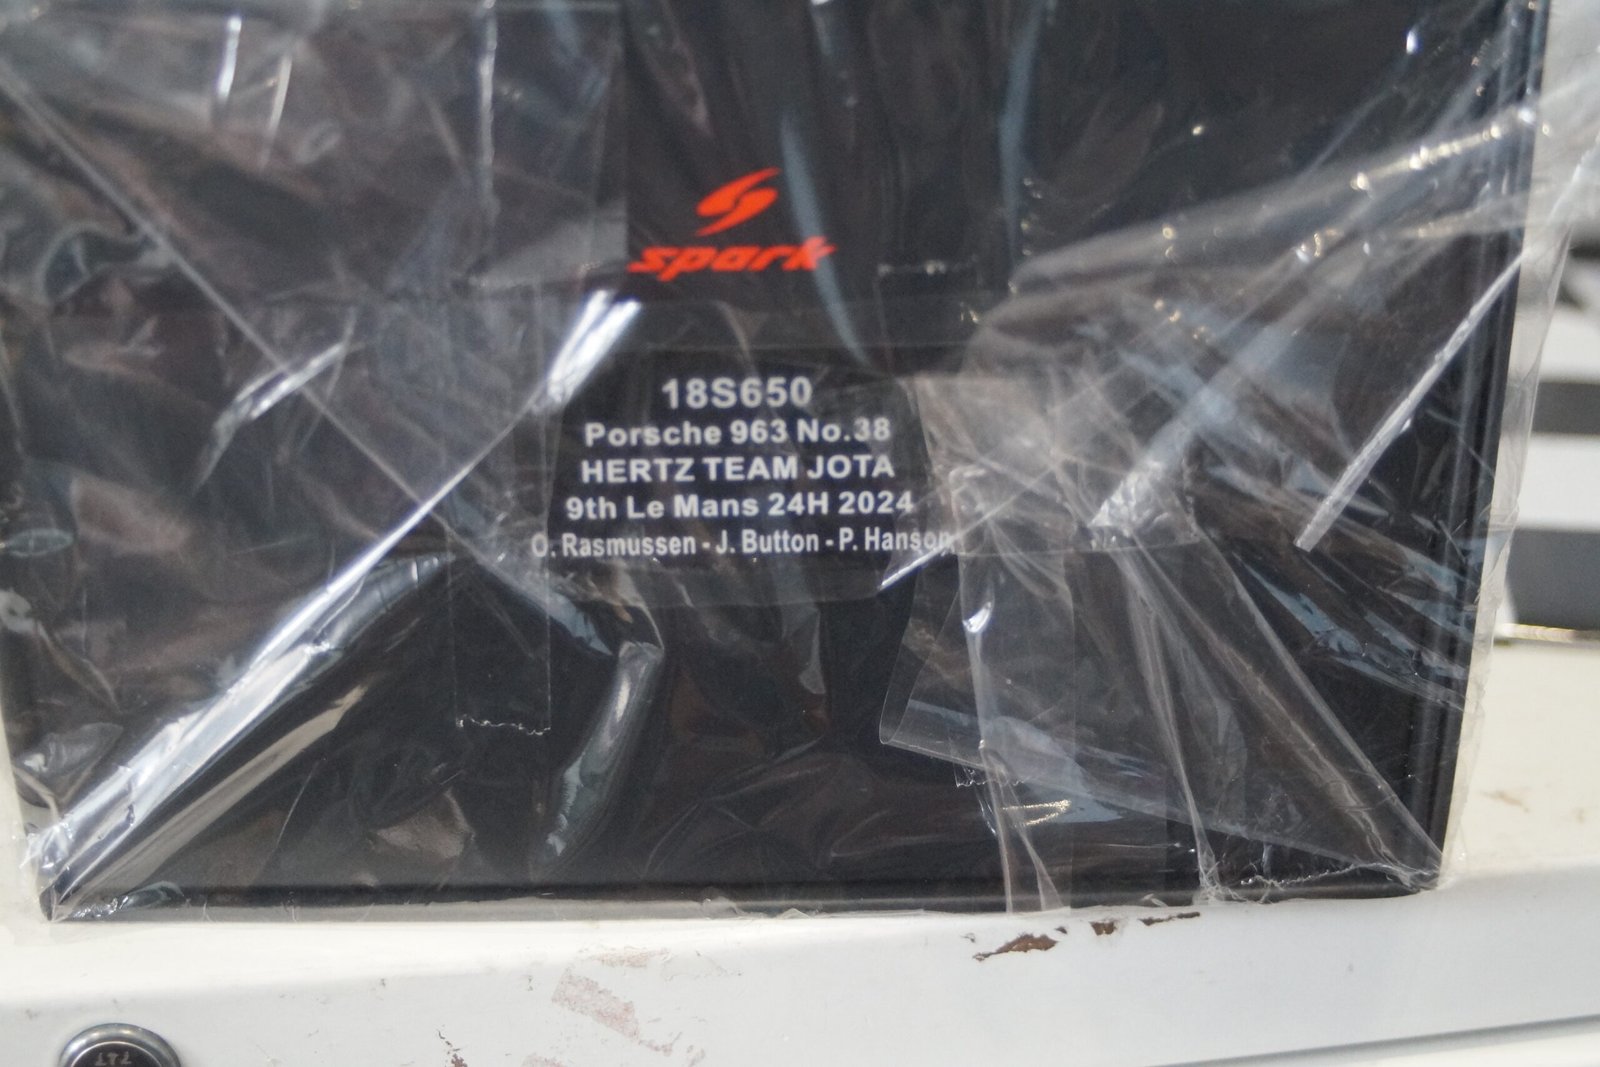 spark
18S650
Porsche 963 No.38
HERTZ TEAM JOTA
9th Le Mans 24H 2024
O. Rasmussen - J. Button - P. Hanson